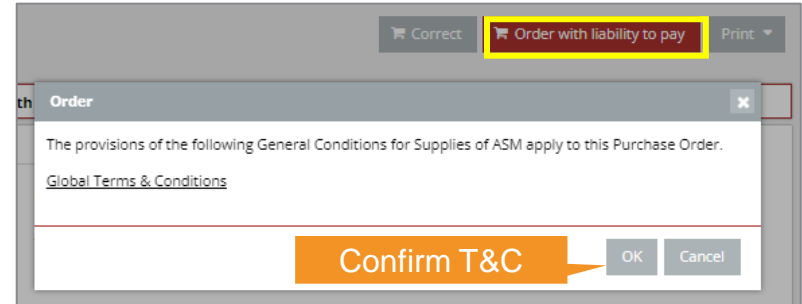 Correct
Order with liability to pay
Print
th
Order
The provisions of the following General Conditions for Supplies of ASM apply to this Purchase Order.
Global Terms & Conditions
Confirm T&C
OK
Cancel